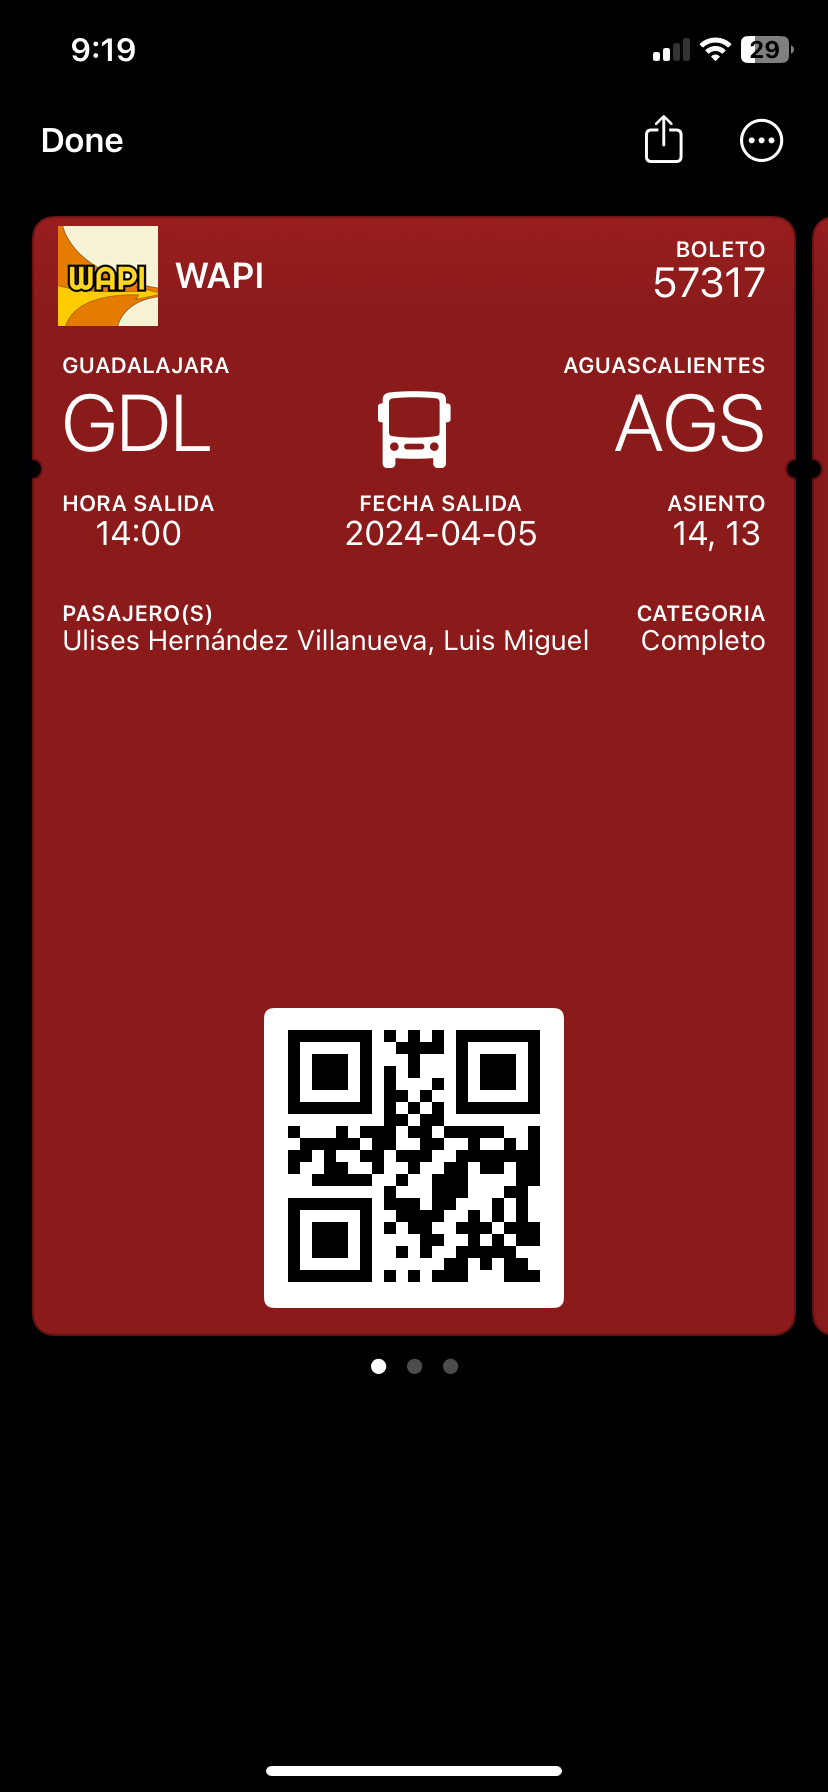 9:19
29
Done
WAPI
WAPI
BOLETO
57317
GUADALAJARA
AGUASCALIENTES
GDL
AGS
HORA SALIDA
FECHA SALIDA
ASIENTO
14:00
2024-04-05
14, 13
PASAJERO(S)
CATEGORIA
Ulises Hernández Villanueva, Luis Miguel
Completo